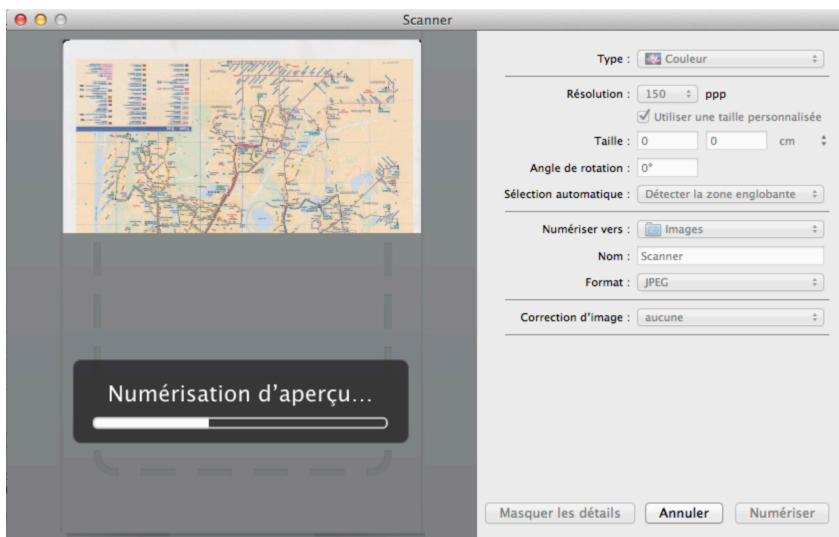 Scanner
Type : Couleur
Résolution : 150 ppp
Utiliser une taille personnalisée
Taille : 0 0 cm
Angle de rotation : 0°
Sélection automatique : Détecter la zone englobante
Numériser vers : Images
Nom : Scanner
Format : JPEG
Correction d'image : aucune
Numérisation d'aperçu...
Masquer les détails Annuler Numériser